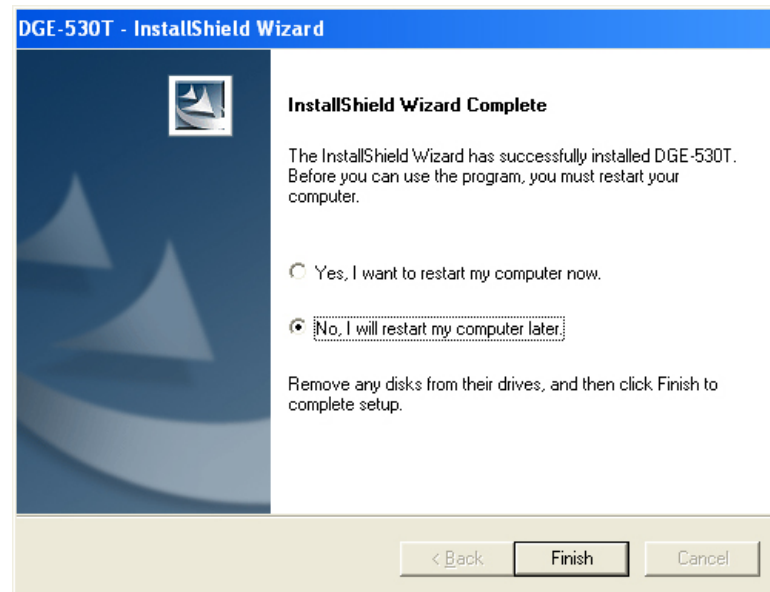 DGE-530T - InstallShield Wizard
InstallShield Wizard Complete
The InstallShield Wizard has successfully installed DGE-530T.
Before you can use the program, you must restart your
computer.
Yes, I want to restart my computer now.
No, I will restart my computer later.
Remove any disks from their drives, and then click Finish to
complete setup.
< Back
Finish
Cancel